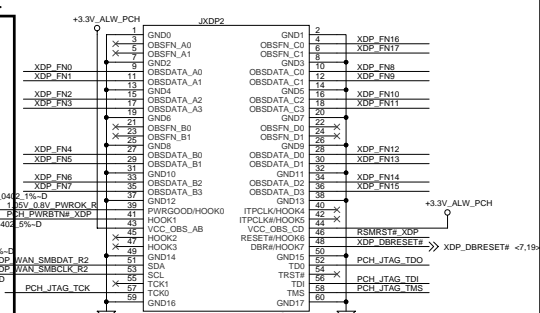 +3.3V_ALW_PCH
JXDP2
1 GND0 GND1 2
3 OBSFN_A0 OBSFN_C0 4 XDP_FN16
5 OBSFN_A1 OBSFN_C1 6 XDP_FN17
7 GND2 GND3 8
XDP_FN0 9 OBSDATA_A0 OBSDATA_C0 10 XDP_FN8
XDP_FN1 11 OBSDATA_A1 OBSDATA_C1 12 XDP_FN9
13 GND4 GND5 14
XDP_FN2 15 OBSDATA_A2 OBSDATA_C2 16 XDP_FN10
XDP_FN3 17 OBSDATA_A3 OBSDATA_C3 18 XDP_FN11
19 GND6 GND7 20
21 OBSFN_B0 OBSFN_D0 22
23 OBSFN_B1 OBSFN_D1 24
25 GND8 GND9 26
XDP_FN4 27 OBSDATA_B0 OBSDATA_D0 28 XDP_FN12
XDP_FN5 29 OBSDATA_B1 OBSDATA_D1 30 XDP_FN13
31 GND10 GND11 32
XDP_FN6 33 OBSDATA_B2 OBSDATA_D2 34 XDP_FN14
XDP_FN7 35 OBSDATA_B3 OBSDATA_D3 36 XDP_FN15
0402_1%~D 37 GND12 GND13 38 +3.3V_ALW_PCH
1.05V_0.8V_PWROK_R 39 PWRGOOD/HOOK0 ITPCLK/HOOK4 40
PCH_PWRBTN#_XDP 41 HOOK1 ITPCLK#/HOOK5 42
0402_5%~D 43 VCC_OBS_AB VCC_OBS_CD 44
45 HOOK2 RESET#/HOOK6 46 RSMRST#_XDP
47 HOOK3 DBR#/HOOK7 48 XDP_DBRESET# XDP_DBRESET# <7,19>
%~D 49 GND14 GND15 50
DP_WAN_SMBDAT_R2 51 SDA TD0 52 PCH_JTAG_TDO
DP_WAN_SMBCLK_R2 53 SCL TRST# 54
55 TCK1 TDI 56 PCH_JTAG_TDI
PCH_JTAG_TCK 57 TCK0 TMS 58 PCH_JTAG_TMS
59 GND16 GND17 60